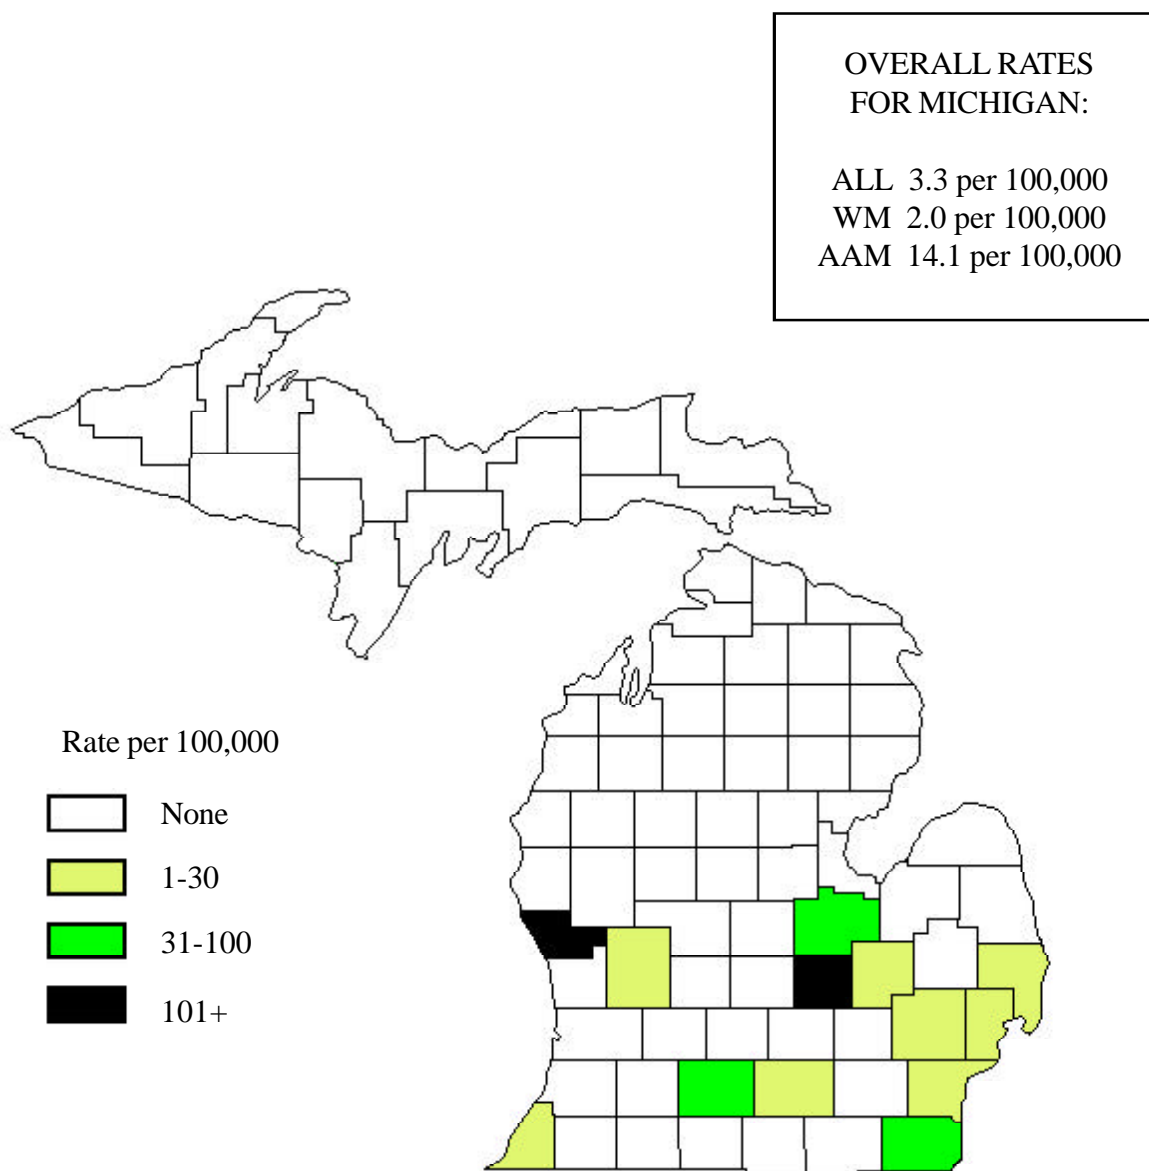 OVERALL RATES
FOR MICHIGAN:
ALL 3.3 per 100,000
WM 2.0 per 100,000
AAM 14.1 per 100,000
Rate per 100,000
None
1-30
31-100
101+